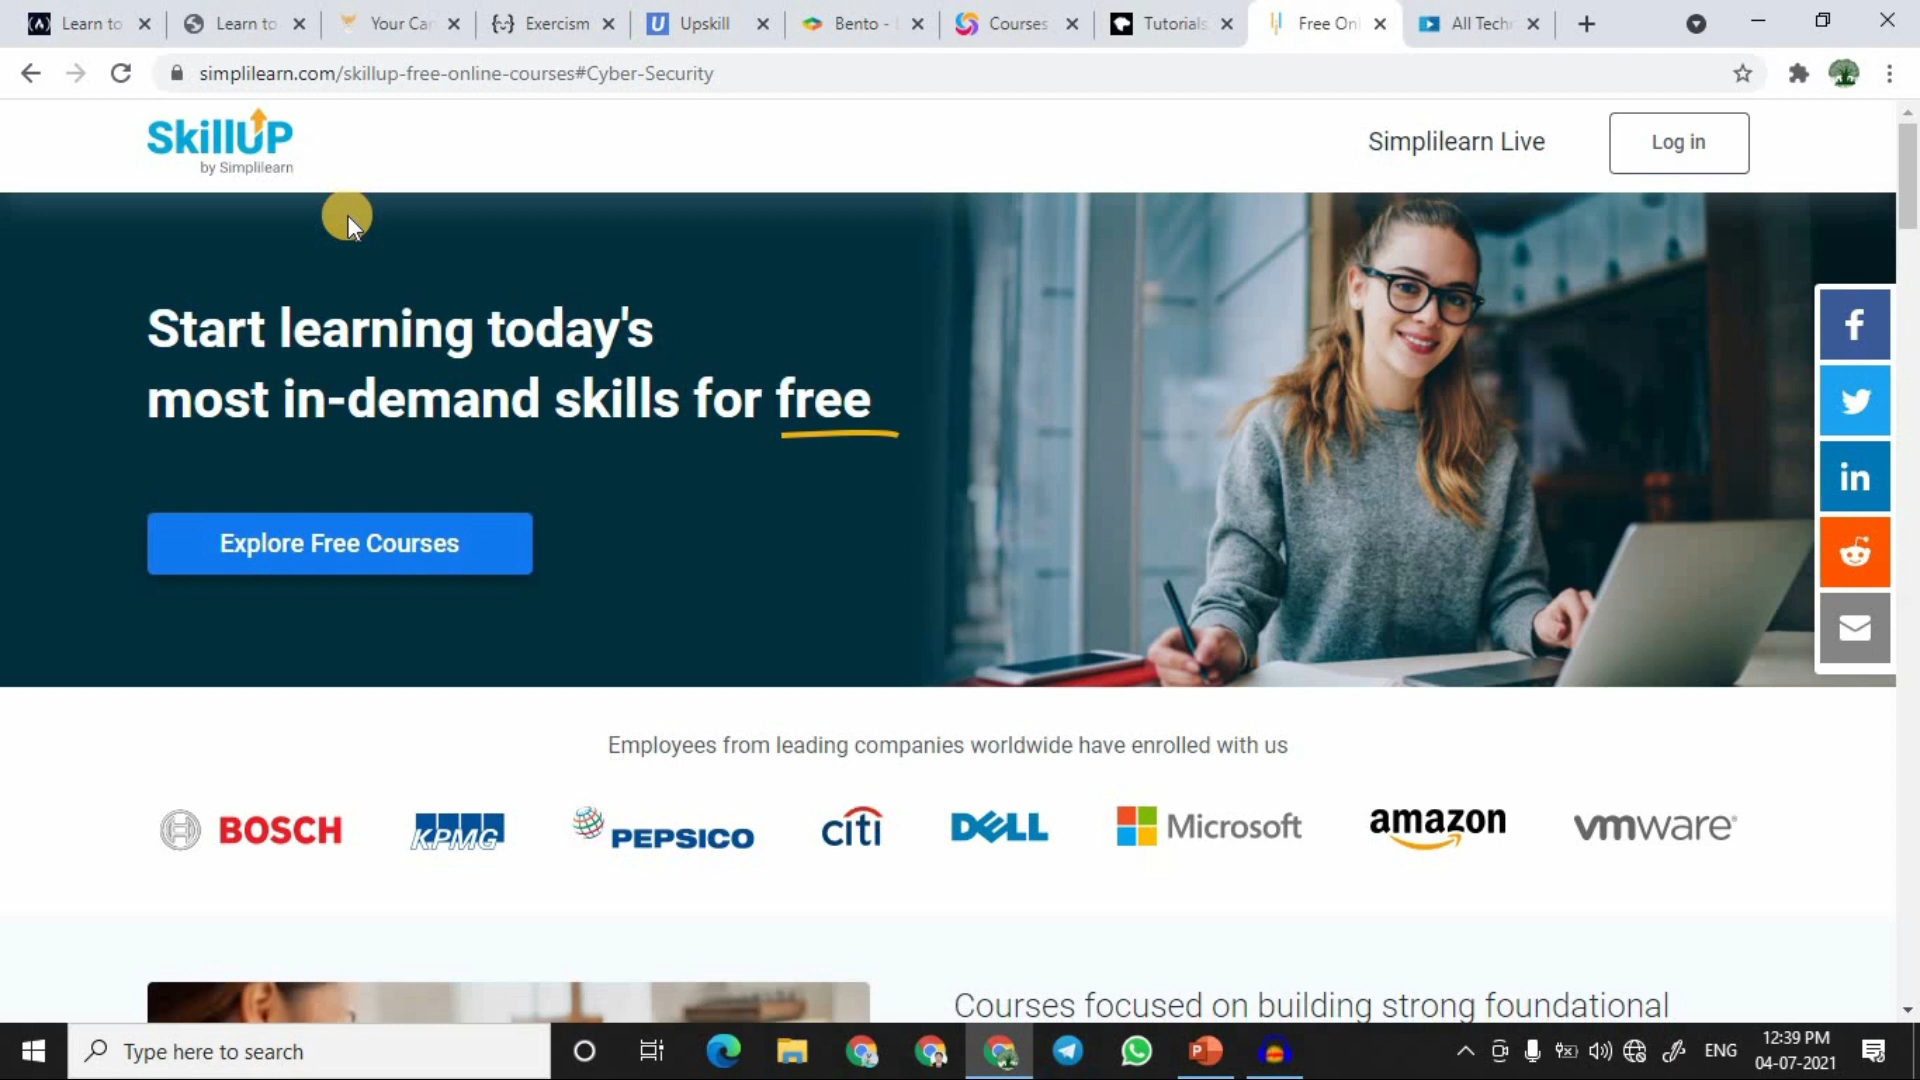 Learn to
Learn to
Your Car
Exercism
Upskill
Bento -
Courses
Tutorials
Free Onl
All Tech
simplilearn.com/skillup-free-online-courses#Cyber-Security
SkillUP
by Simplilearn
Simplilearn Live
Log in
Start learning today's
most in-demand skills for free
Explore Free Courses
Employees from leading companies worldwide have enrolled with us
BOSCH
KPMG
PEPSICO
citi
DELL
Microsoft
amazon
vmware
Courses focused on building strong foundational
Type here to search
ENG
12:39 PM
04-07-2021